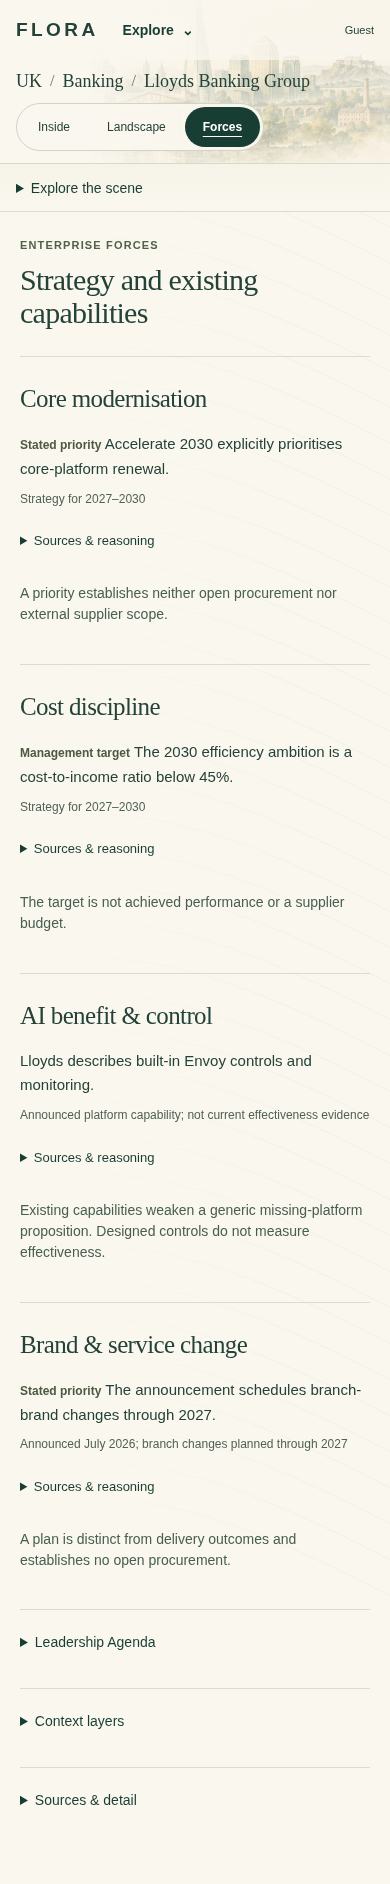 FLORA Explore Guest
UK / Banking / Lloyds Banking Group
Inside Landscape Forces
Explore the scene
ENTERPRISE FORCES
Strategy and existing
capabilities
Core modernisation
Stated priority Accelerate 2030 explicitly prioritises
core-platform renewal.
Strategy for 2027–2030
Sources & reasoning
A priority establishes neither open procurement nor
external supplier scope.
Cost discipline
Management target The 2030 efficiency ambition is a
cost-to-income ratio below 45%.
Strategy for 2027–2030
Sources & reasoning
The target is not achieved performance or a supplier
budget.
AI benefit & control
Lloyds describes built-in Envoy controls and
monitoring.
Announced platform capability; not current effectiveness evidence
Sources & reasoning
Existing capabilities weaken a generic missing-platform
proposition. Designed controls do not measure
effectiveness.
Brand & service change
Stated priority The announcement schedules branch-
brand changes through 2027.
Announced July 2026; branch changes planned through 2027
Sources & reasoning
A plan is distinct from delivery outcomes and
establishes no open procurement.
Leadership Agenda
Context layers
Sources & detail